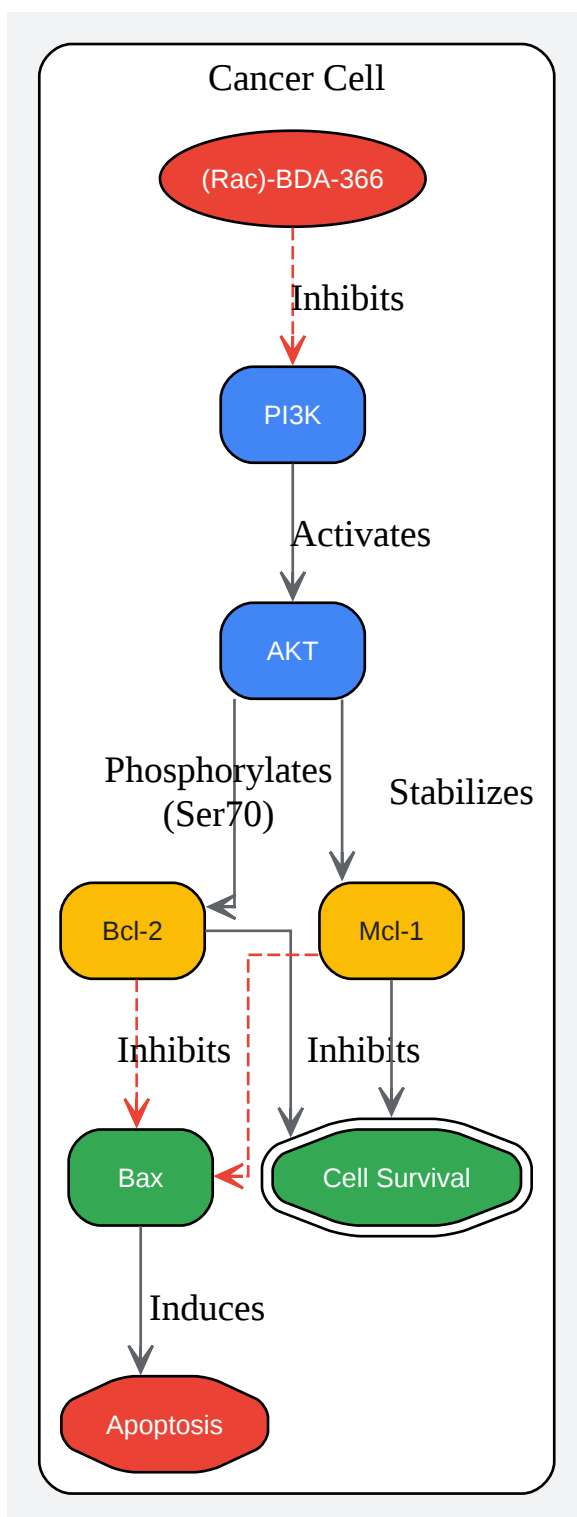 Cancer Cell
(Rac)-BDA-366
Inhibits
PI3K
Activates
AKT
Phosphorylates
(Ser70)
Stabilizes
Bcl-2
Mcl-1
Inhibits
Inhibits
Bax
Cell Survival
Induces
Apoptosis